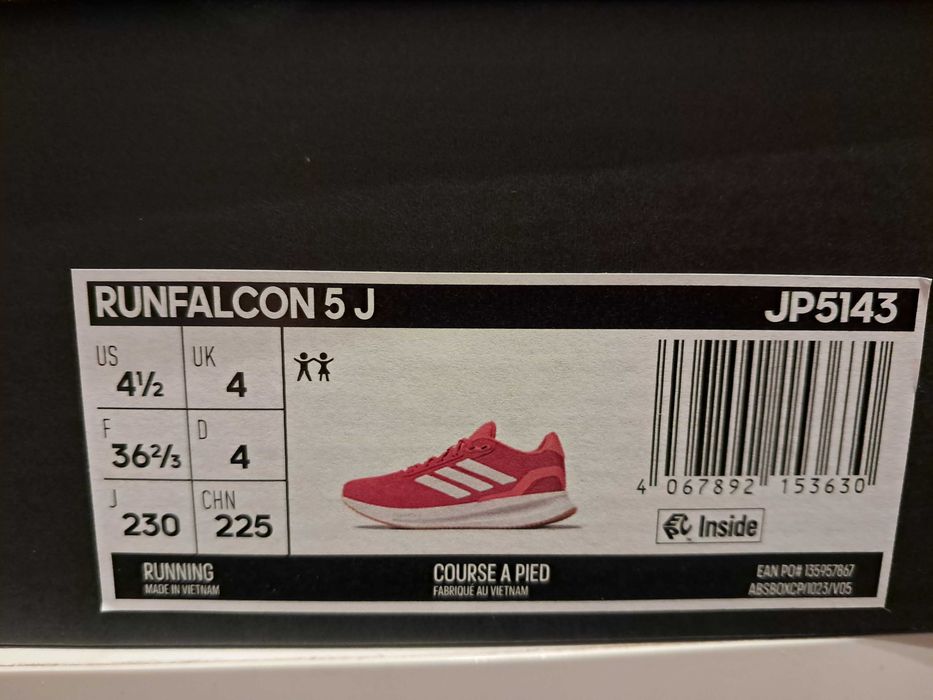 RUNFALCON 5 J JP5143
US 4½ UK 4
F 36⅔ D 4
J 230 CHN 225
4 067892 153630
EPC Inside
RUNNING COURSE A PIED EAN PO# 135957867
MADE IN VIETNAM FABRIQUÉ AU VIETNAM ABSBOXCP/1023/V05